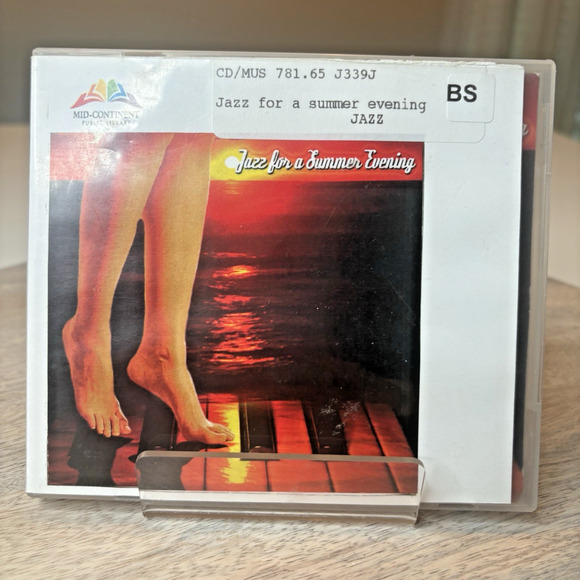 CD/MUS 781.65 J339J
Jazz for a summer evening
JAZZ
BS
MID-CONTINENT
PUBLIC LIBRARY
Jazz for a Summer Evening